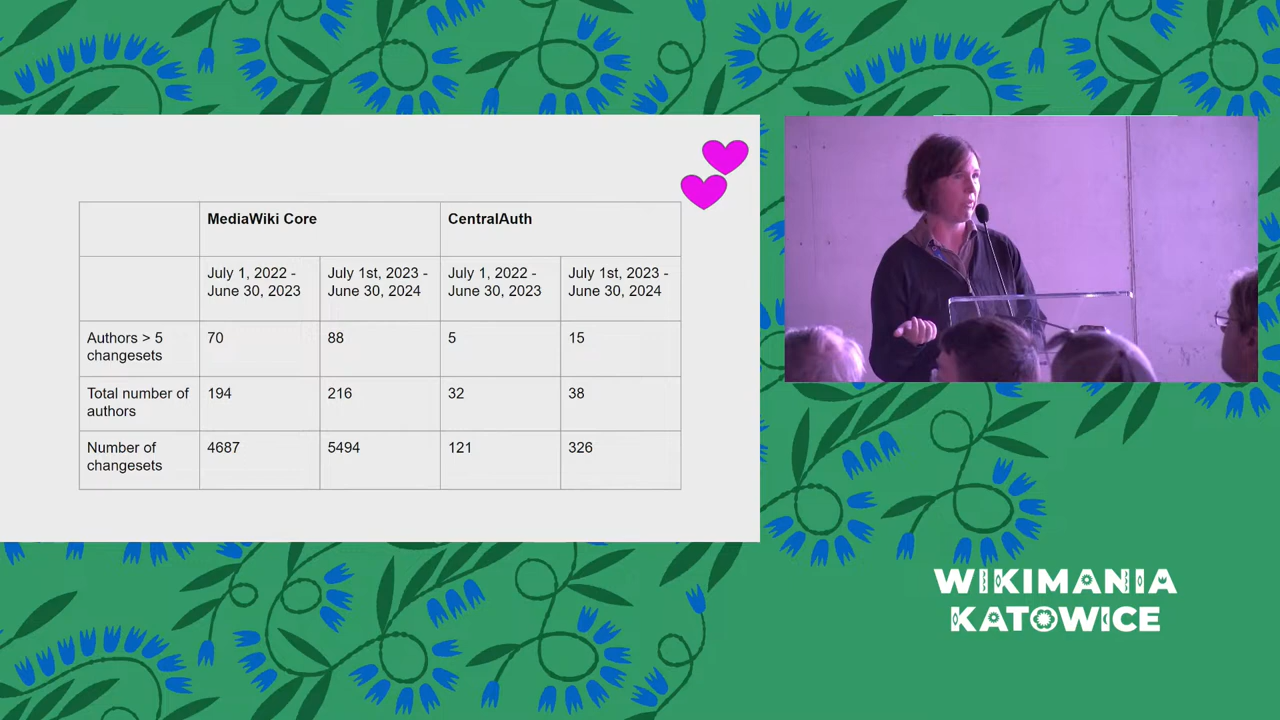 MediaWiki Core
CentralAuth
July 1, 2022 -
June 30, 2023
July 1st, 2023 -
June 30, 2024
July 1, 2022 -
June 30, 2023
July 1st, 2023 -
June 30, 2024
Authors > 5
changesets
70
88
5
15
Total number of
authors
194
216
32
38
Number of
changesets
4687
5494
121
326
WIKIMANIA
KATOWICE